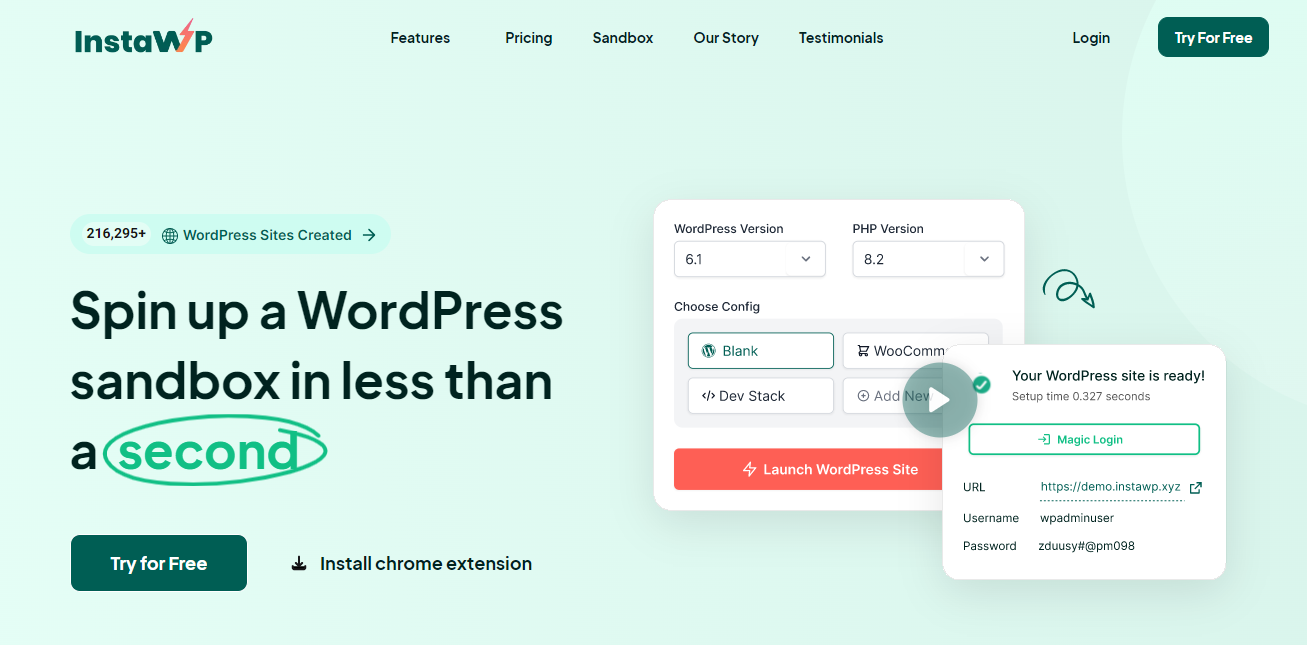 InstaWP
Features
Pricing
Sandbox
Our Story
Testimonials
Login
Try For Free
216,295+ WordPress Sites Created
Spin up a WordPress
sandbox in less than
a second
Try for Free
Install chrome extension
WordPress Version
6.1
PHP Version
8.2
Choose Config
Blank
WooComm
</> Dev Stack
Add New
Launch WordPress Site
Your WordPress site is ready!
Setup time 0.327 seconds
Magic Login
URL https://demo.instawp.xyz
Username wpadminuser
Password zduusy#@pm098